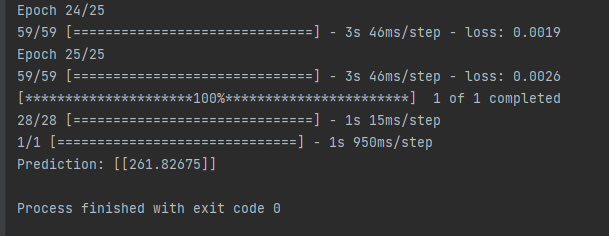 Epoch 24/25
59/59 [==============================] - 3s 46ms/step - loss: 0.0019
Epoch 25/25
59/59 [==============================] - 3s 46ms/step - loss: 0.0026
[*********************100%***********************]  1 of 1 completed
28/28 [==============================] - 1s 15ms/step
1/1 [==============================] - 1s 950ms/step
Prediction: [[261.82675]]
Process finished with exit code 0